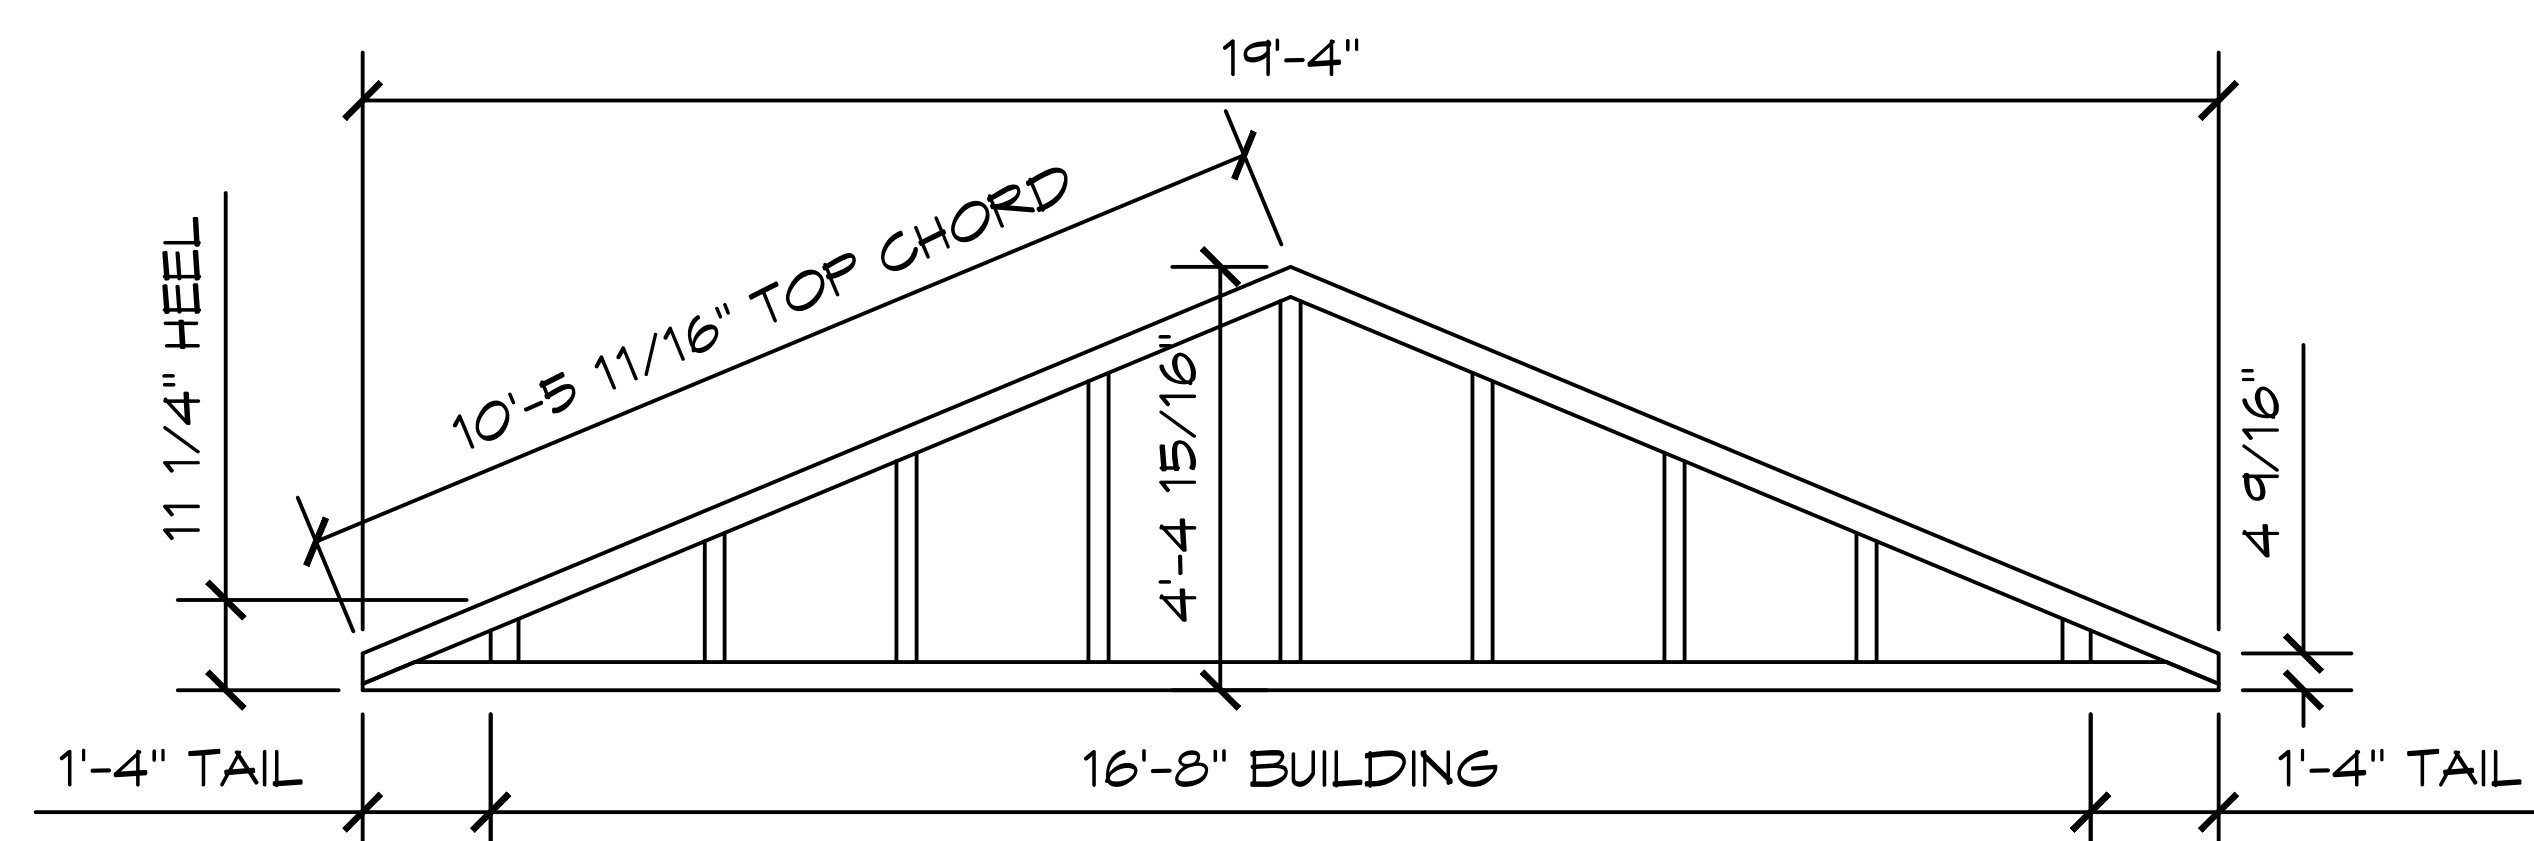 19'-4"
10'-5 11/16" TOP CHORD
11 1/4" HEEL
4'-4 15/16"
4 9/16"
1'-4" TAIL
16'-8" BUILDING
1'-4" TAIL